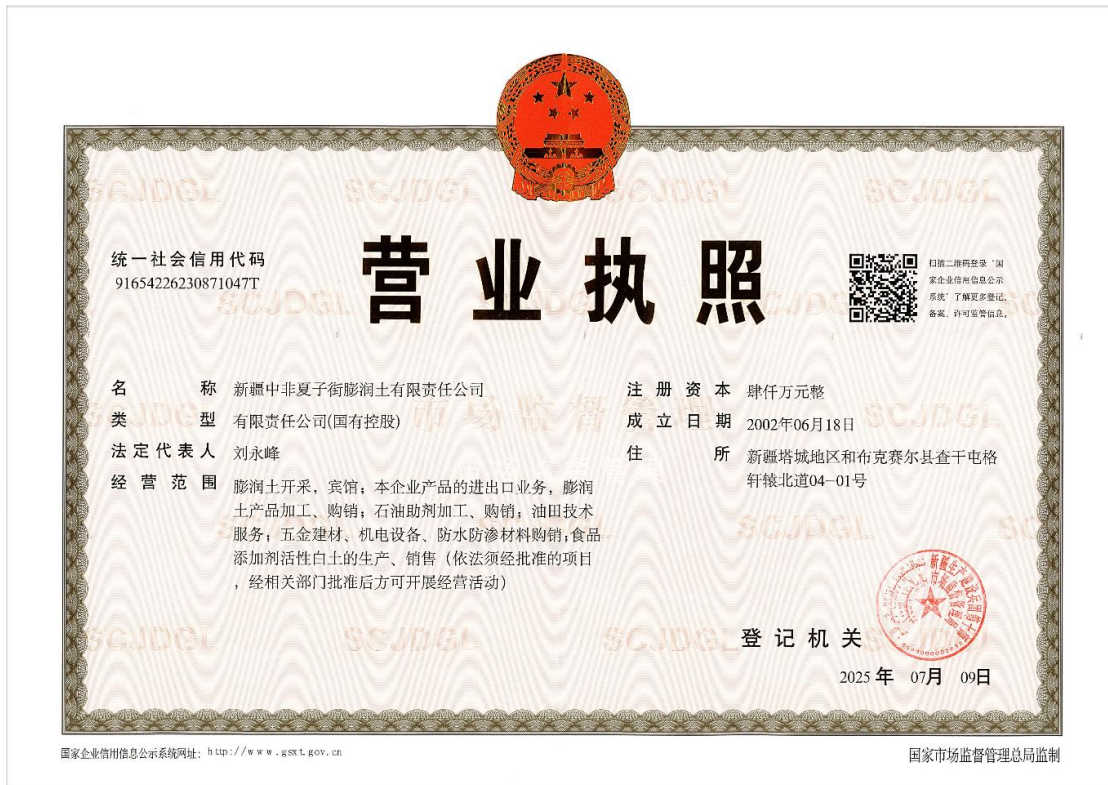 营业执照
统一社会信用代码
91654226230871047T
扫描二维码登录“国
家企业信用信息公示
系统”了解更多登记、
备案、许可监管信息。
名称 新疆中非夏子街膨润土有限责任公司
类型 有限责任公司(国有控股)
法定代表人 刘永峰
经营范围 膨润土开采，宾馆；本企业产品的进出口业务，膨润
土产品加工、购销；石油助剂加工、购销；油田技术
服务；五金建材、机电设备、防水防渗材料购销;食品
添加剂活性白土的生产、销售（依法须经批准的项目
，经相关部门批准后方可开展经营活动）
注册资本 肆仟万元整
成立日期 2002年06月18日
住所 新疆塔城地区和布克赛尔县查干屯格
轩辕北道04—01号
登记机关
2025年 07月 09日
国家企业信用信息公示系统网址：http://www.gsxt.gov.cn
国家市场监督管理总局监制
SCJDGL
市场监督管理